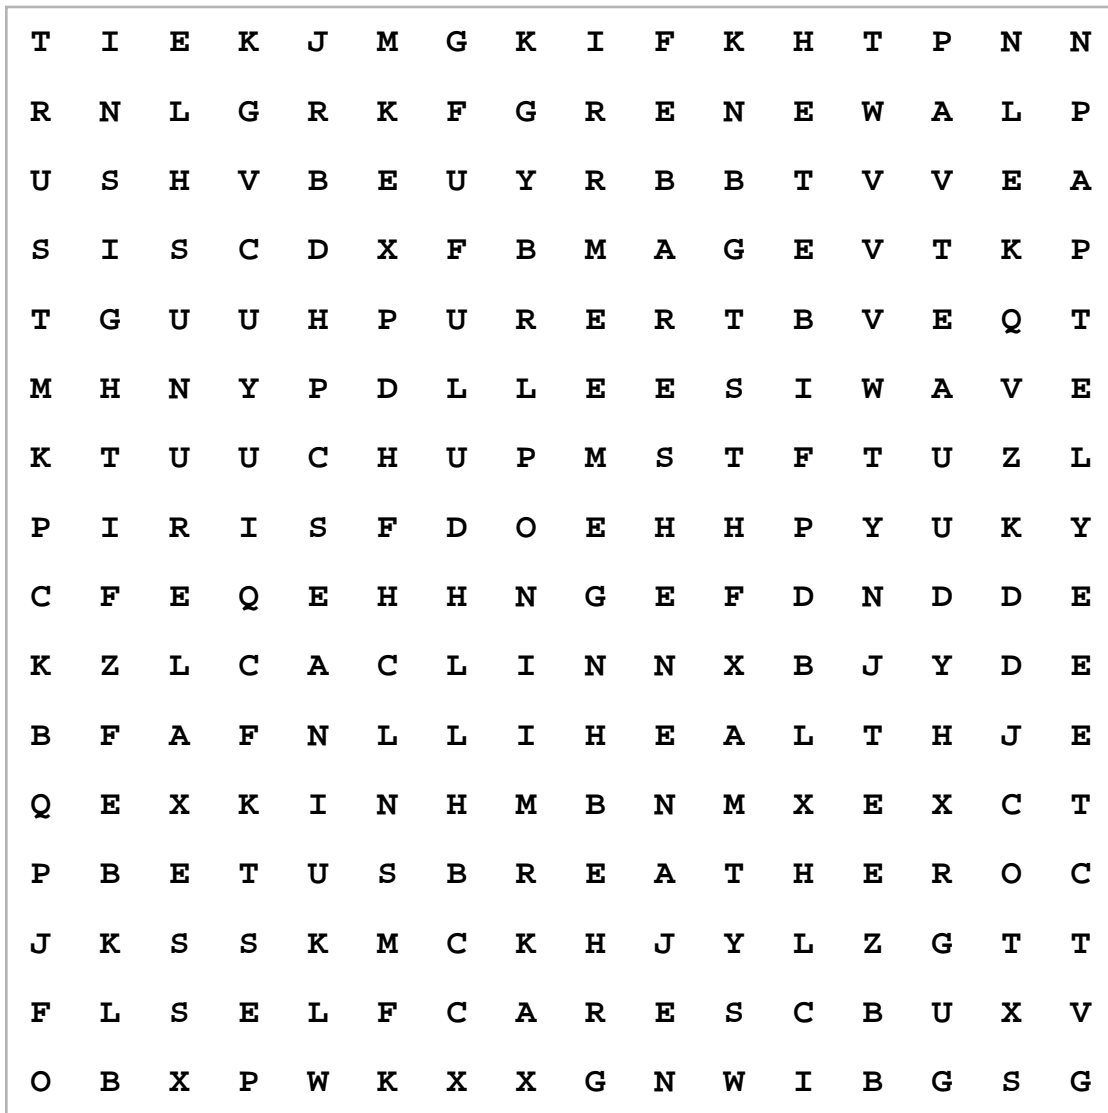 T I E K J M G K I F K H T P N N
R N L G R K F G R E N E W A L P
U S H V B E U Y R B B T V V E A
S I S C D X F B M A G E V T K P
T G U U H P U R E R T B V E Q T
M H N Y P D L L E E S I W A V E
K T U U C H U P M S T F T U Z L
P I R I S F D O E H H P Y U K Y
C F E Q E H H N G E F D N D D E
K Z L C A C L I N N X B J Y D E
B F A F N L L I H E A L T H J E
Q E X K I N H M B N M X E X C T
P B E T U S B R E A T H E R O C
J K S S K M C K H J Y L Z G T T
F L S E L F C A R E S C B U X V
O B X P W K X X G N W I B G S G